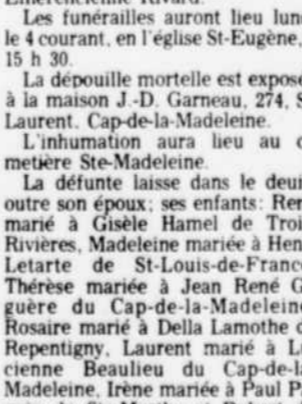 Les funérailles auront lieu lun
le 4 courant, en l'église St-Eugène,
15 h 30.
La dépouille mortelle est expos
à la maison J.-D. Garneau, 274, S
Laurent, Cap-de-la-Madeleine.
L'inhumation aura lieu au c
metière Ste-Madeleine.
La défunte laisse dans le deui
outre son époux; ses enfants: Ren
marié à Gisèle Hamel de Troi
Rivières, Madeleine mariée à Hen
Letarte de St-Louis-de-France
Thérèse mariée à Jean René G
guère du Cap-de-la-Madeleine
Rosaire marié à Della Lamothe d
Repentigny, Laurent marié à Lu
cienne Beaulieu du Cap-de-la
Madeleine, Irène mariée à Paul P